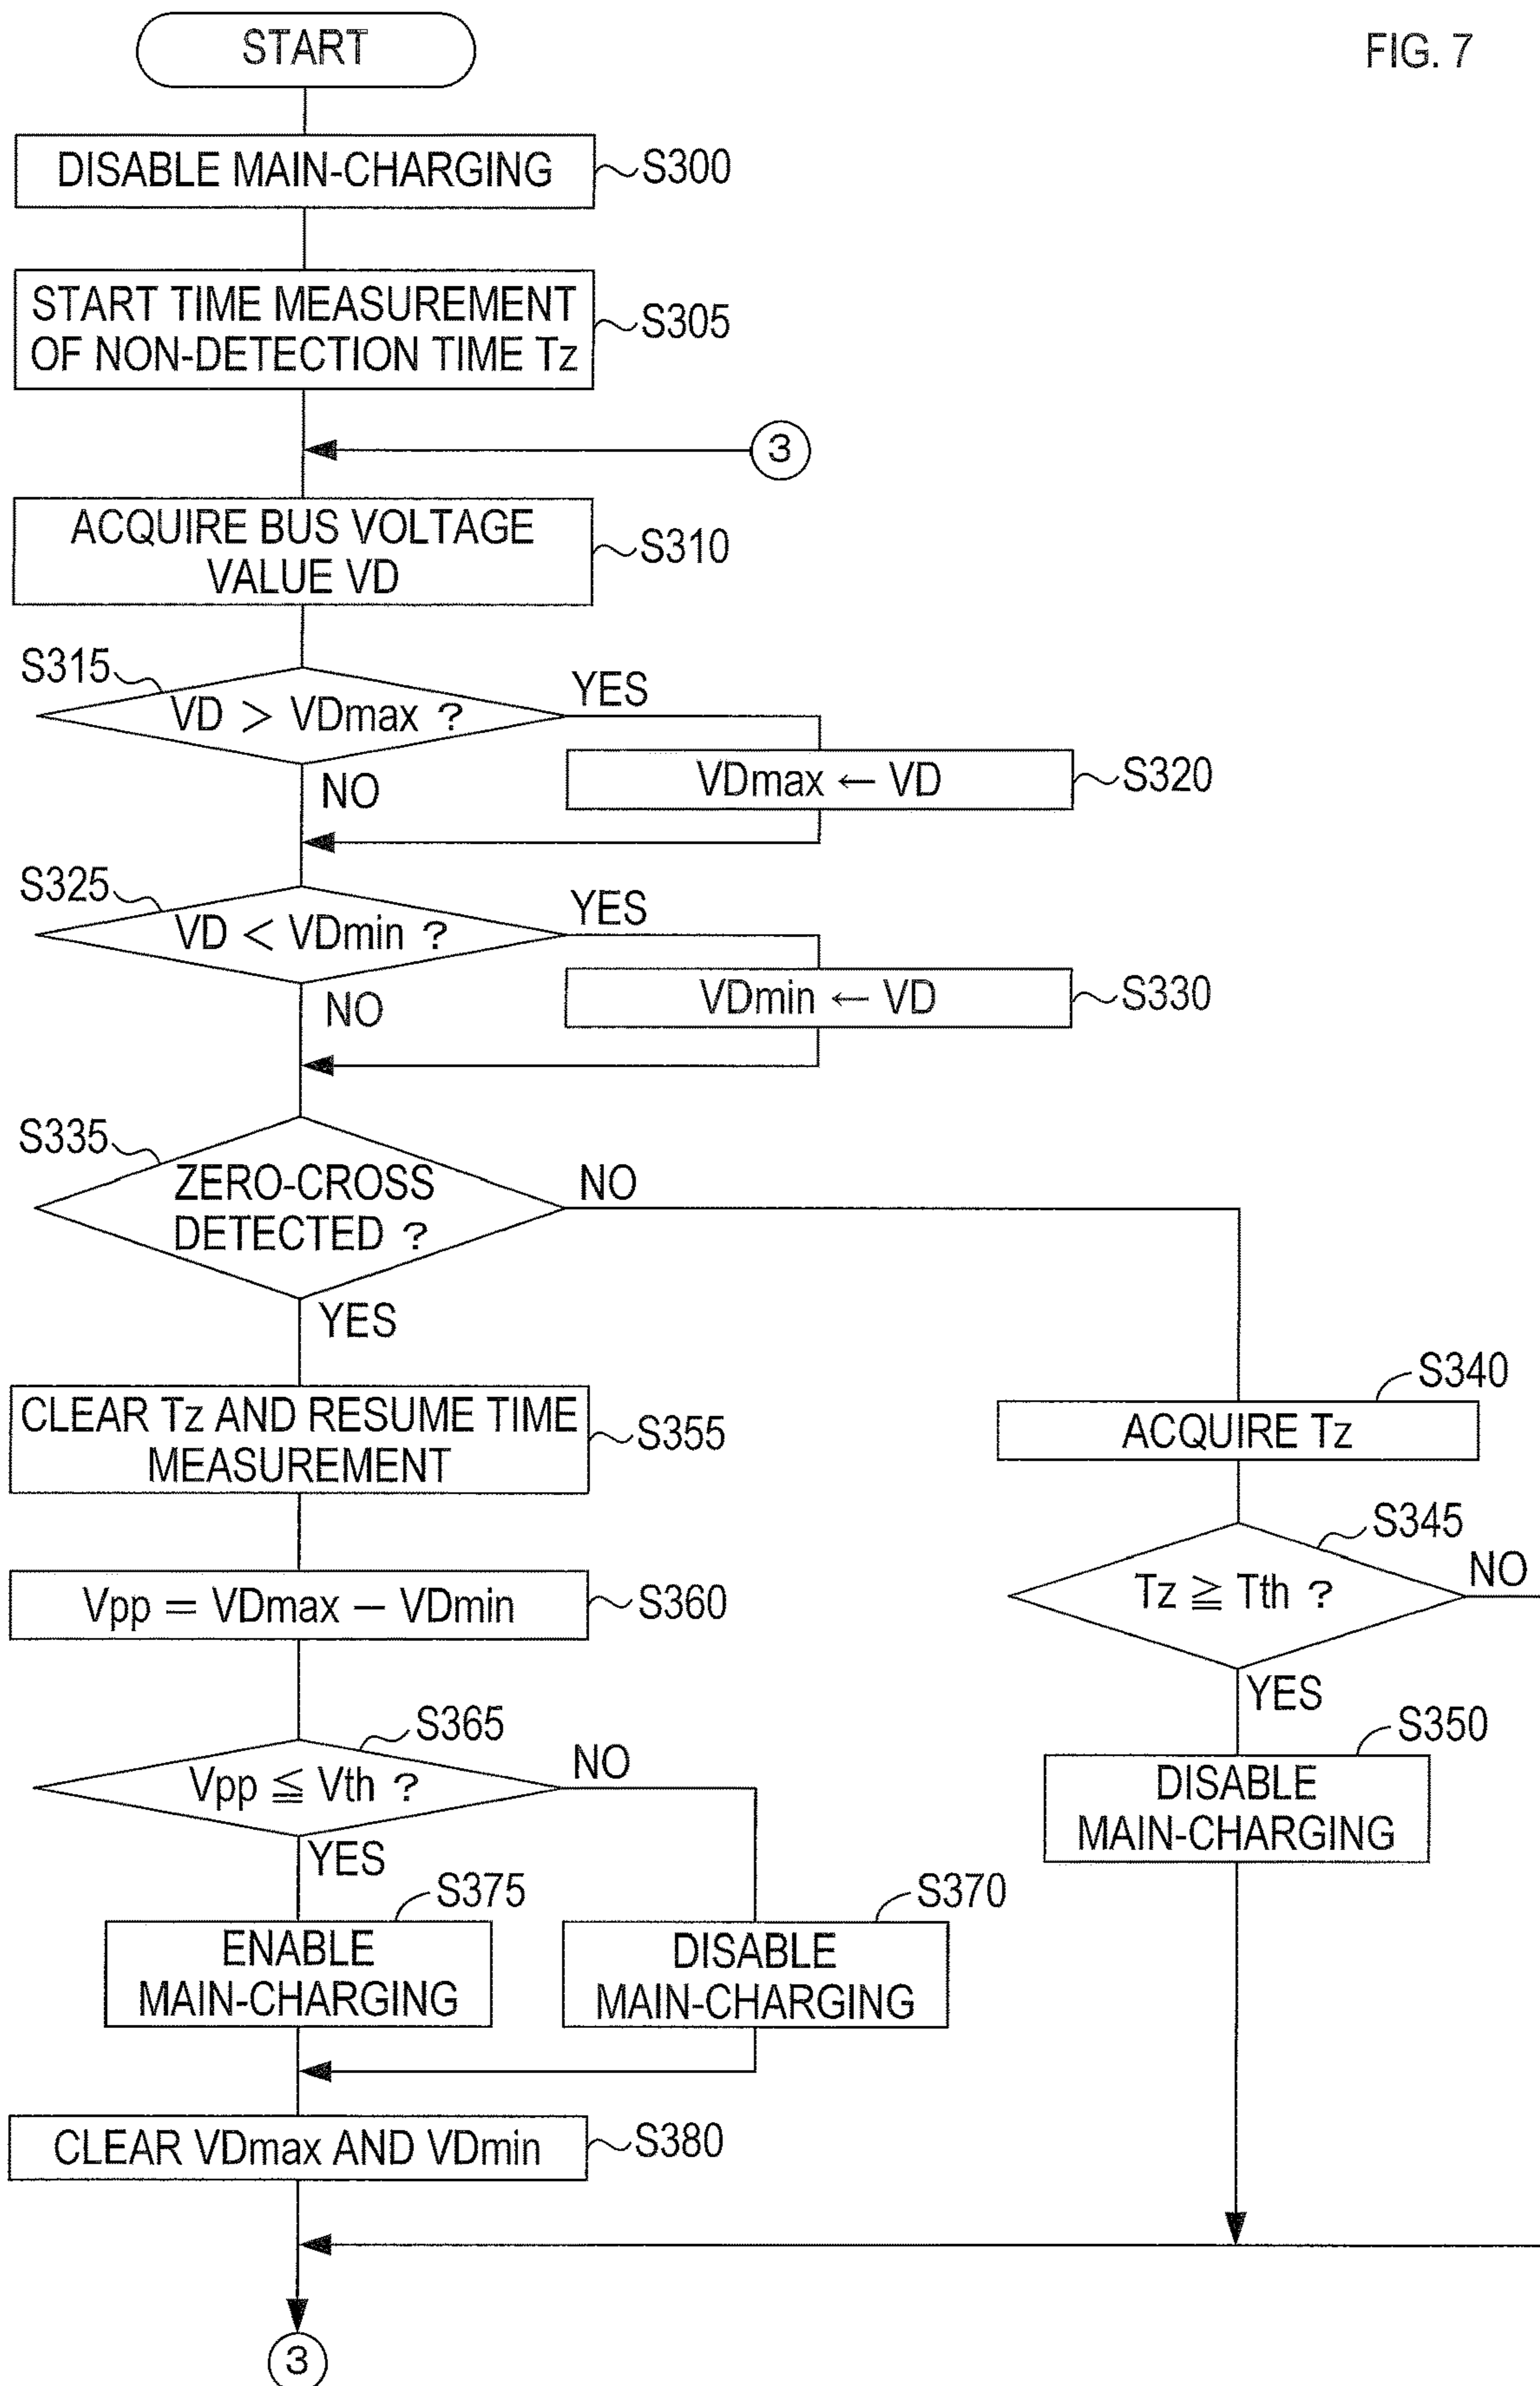 START
FIG. 7
DISABLE MAIN-CHARGING
S300
START TIME MEASUREMENT
OF NON-DETECTION TIME Tz
S305
3
ACQUIRE BUS VOLTAGE
VALUE VD
S310
S315
VD > VDmax ?
YES
NO
VDmax ← VD
S320
S325
VD < VDmin ?
YES
NO
VDmin ← VD
S330
S335
ZERO-CROSS
DETECTED ?
NO
YES
S340
ACQUIRE Tz
CLEAR Tz AND RESUME TIME
MEASUREMENT
S355
S345
Tz ≧ Tth ?
NO
YES
Vpp = VDmax − VDmin
S360
S350
DISABLE
MAIN-CHARGING
S365
Vpp ≦ Vth ?
NO
YES
S375
ENABLE
MAIN-CHARGING
S370
DISABLE
MAIN-CHARGING
CLEAR VDmax AND VDmin
S380
3